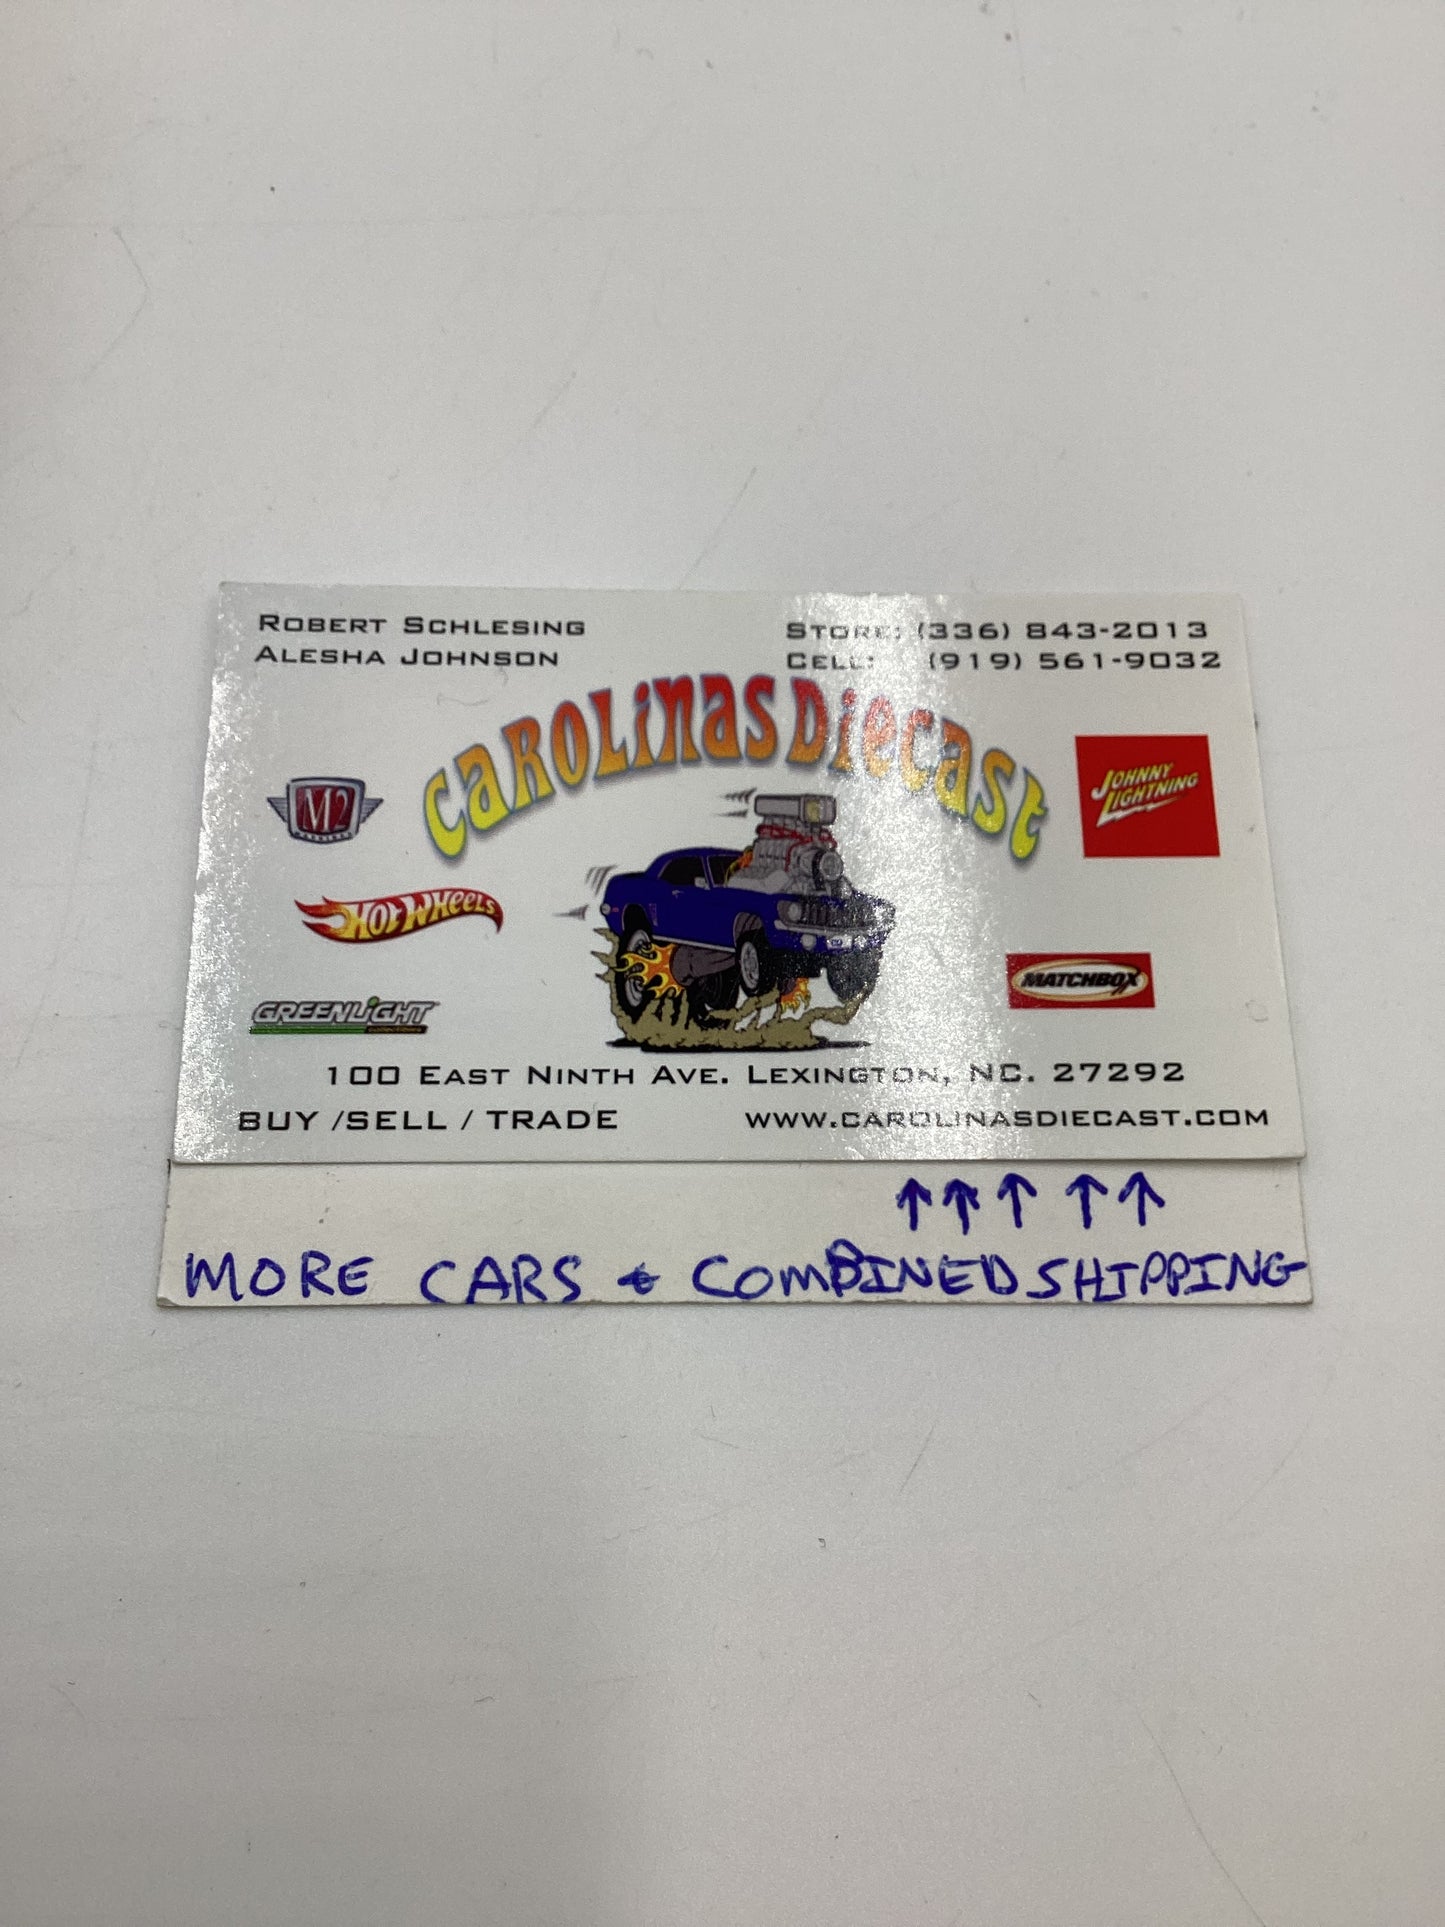 ROBERT SCHLESING
ALESHA JOHNSON
STORE: (336) 843-2013
CELL: (919) 561-9032
CAROLiNAS DiECAST
M2
MACHINES
JOHNNY
LIGHTNING
HOT WHEELS
MATCHBOX
GREENLIGHT
100 EAST NINTH AVE. LEXINGTON, NC. 27292
BUY /SELL / TRADE
WWW.CAROLINASDIECAST.COM
↑ ↑ ↑ ↑ ↑
MORE CARS & COMBINED SHIPPING